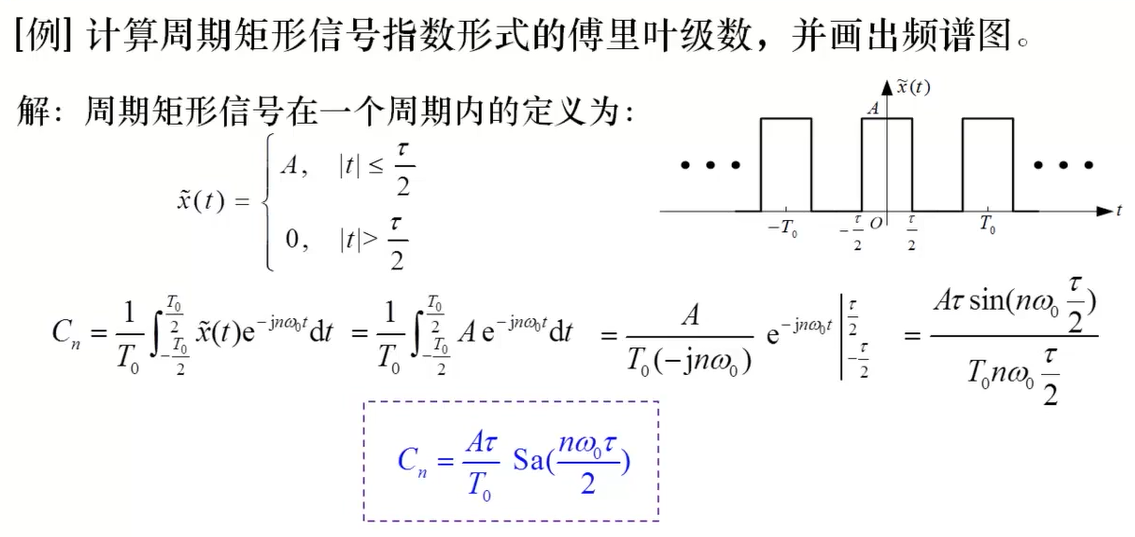 [例] 计算周期矩形信号指数形式的傅里叶级数，并画出频谱图。
解：周期矩形信号在一个周期内的定义为：
x̃(t) = { A, |t| ≤ τ/2
0, |t|> τ/2
x̃(t)
A
-T₀ -τ/2 O τ/2 T₀ t
Cₙ = 1/T₀ ∫_{-T₀/2}^{T₀/2} x̃(t)e^{-jnω₀t}dt = 1/T₀ ∫_{-T₀/2}^{T₀/2} A e^{-jnω₀t}dt = A/(T₀(-jnω₀)) e^{-jnω₀t} |_{-τ/2}^{τ/2} = Aτ sin(nω₀ τ/2)/(T₀nω₀ τ/2)
Cₙ = Aτ/T₀ Sa(nω₀τ/2)